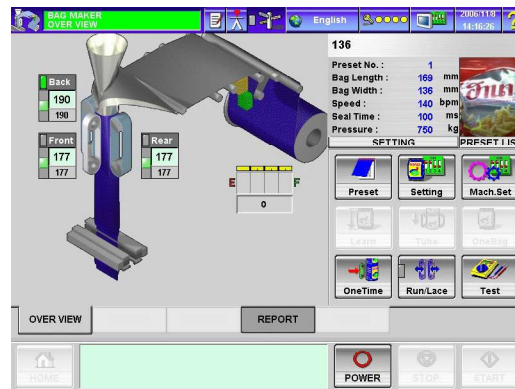 BAG MAKER
OVER VIEW
English
2006/11/8
14:16:26
136
Preset No. : 1
Bag Length : 169 mm
Bag Width : 136 mm
Speed : 140 bpm
Seal Time : 100 ms
Pressure : 750 kg
SETTING
PRESET LIS
Back
190
190
Front
177
177
Rear
177
177
E F
0
Preset
Setting
Mach.Set
Learn
Tube
OneBag
OneTime
Run/Lace
Test
OVER VIEW
REPORT
HOME
POWER
STOP
START